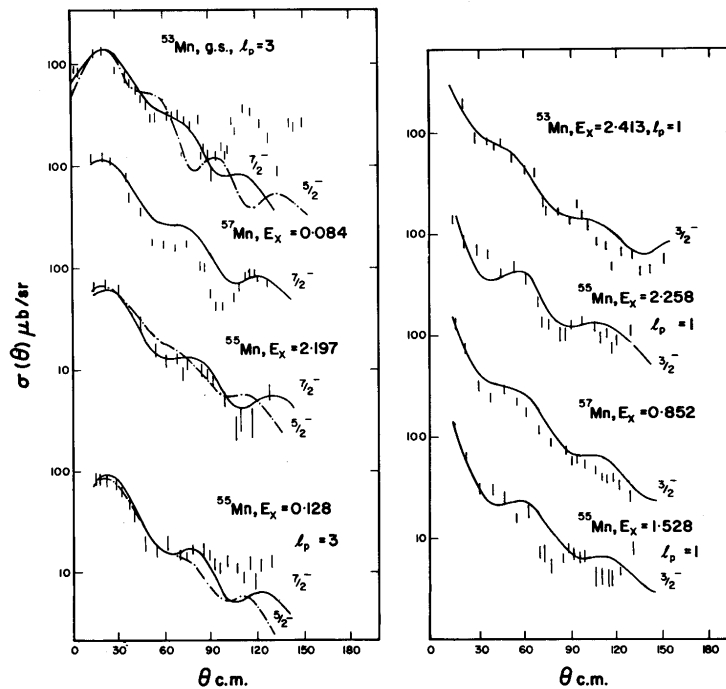 ⁵³Mn, g.s., ℓp=3
100
7/2⁻
5/2⁻
100
⁵⁷Mn, Ex=0·084
7/2⁻
100
⁵⁵Mn, Ex=2·197
7/2⁻
5/2⁻
10
100
⁵⁵Mn, Ex=0·128
ℓp=3
7/2⁻
5/2⁻
10
σ(θ) μb/sr
0 30 60 90 120 150 180
θ c.m.
100
⁵³Mn, Ex=2·413, ℓp=1
3/2⁻
100
⁵⁵Mn, Ex=2·258
ℓp=1
3/2⁻
100
⁵⁷Mn, Ex=0·852
3/2⁻
100
⁵⁵Mn, Ex=1·528
ℓp=1
3/2⁻
10
0 30 60 90 120 150 180
θ c.m.